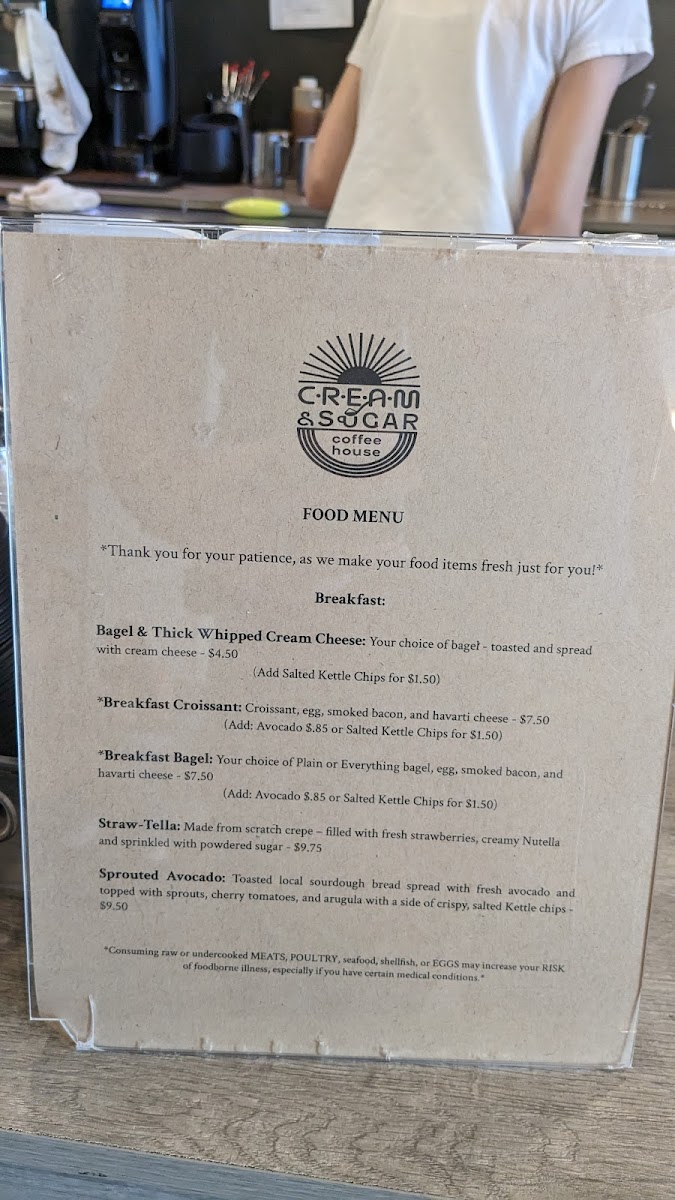 C·R·E·A·M
& SUGAR
coffee
house
FOOD MENU
*Thank you for your patience, as we make your food items fresh just for you!*
Breakfast:
Bagel & Thick Whipped Cream Cheese: Your choice of bagel - toasted and spread
with cream cheese - $4.50
(Add Salted Kettle Chips for $1.50)
*Breakfast Croissant: Croissant, egg, smoked bacon, and havarti cheese - $7.50
(Add: Avocado $.85 or Salted Kettle Chips for $1.50)
*Breakfast Bagel: Your choice of Plain or Everything bagel, egg, smoked bacon, and
havarti cheese - $7.50
(Add: Avocado $.85 or Salted Kettle Chips for $1.50)
Straw-Tella: Made from scratch crepe – filled with fresh strawberries, creamy Nutella
and sprinkled with powdered sugar - $9.75
Sprouted Avocado: Toasted local sourdough bread spread with fresh avocado and
topped with sprouts, cherry tomatoes, and arugula with a side of crispy, salted Kettle chips -
$9.50
*Consuming raw or undercooked MEATS, POULTRY, seafood, shellfish, or EGGS may increase your RISK
of foodborne illness, especially if you have certain medical conditions.*